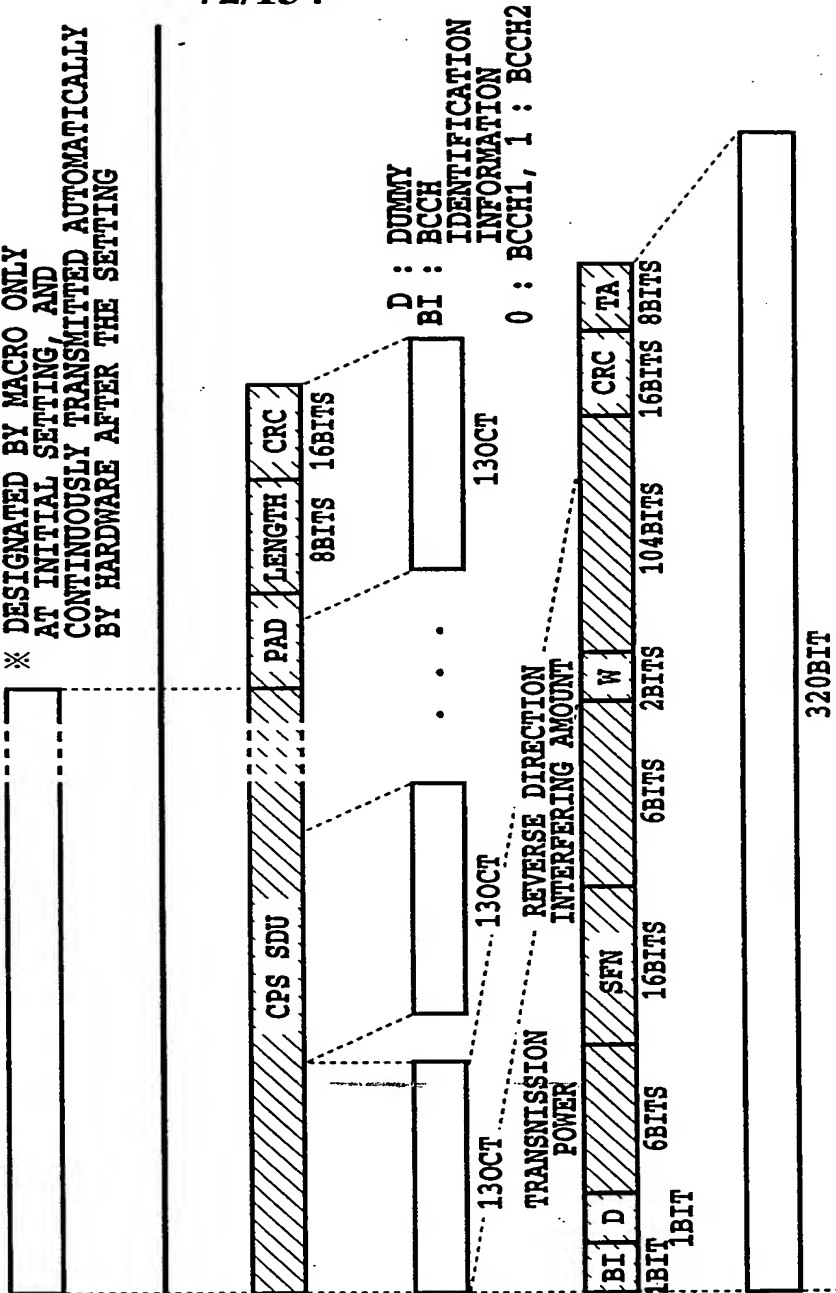 ※ DESIGNATED BY MACRO ONLY
AT INITIAL SETTING, AND
CONTINUOUSLY TRANSMITTED AUTOMATICALLY
BY HARDWARE AFTER THE SETTING
CPS SDU
PAD
LENGTH
CRC
8BITS
16BITS
13OCT
13OCT
13OCT
D : DUMMY
BI : BCCH
IDENTIFICATION
INFORMATION
0 : BCCH1, 1 : BCCH2
TRANSNISSION
POWER
REVERSE DIRECTION
INTERFERING AMOUNT
BI
D
SFN
W
CRC
TA
1BIT
1BIT
6BITS
16BITS
6BITS
2BITS
104BITS
16BITS
8BITS
320BIT